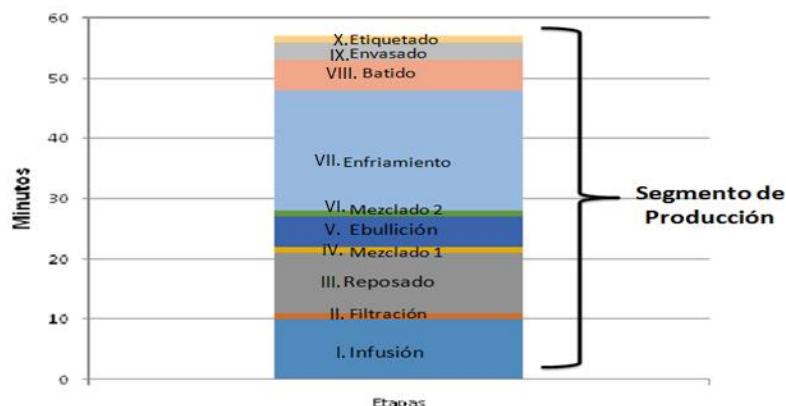 60
50
40
30
20
10
0
Minutos
X. Etiquetado
IX. Envasado
VIII. Batido
VII. Enfriamiento
VI. Mezclado 2
V. Ebullición
IV. Mezclado 1
III. Reposado
II. Filtración
I. Infusión
Etapas
Segmento de
Producción